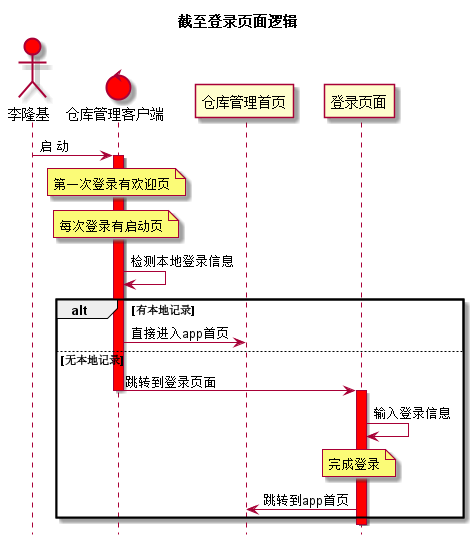 截至登录页面逻辑
李隆基
仓库管理客户端
仓库管理首页
登录页面
启 动
第一次登录有欢迎页
每次登录有启动页
检测本地登录信息
alt
[有本地记录]
直接进入app首页
[无本地记录]
跳转到登录页面
输入登录信息
完成登录
跳转到app首页